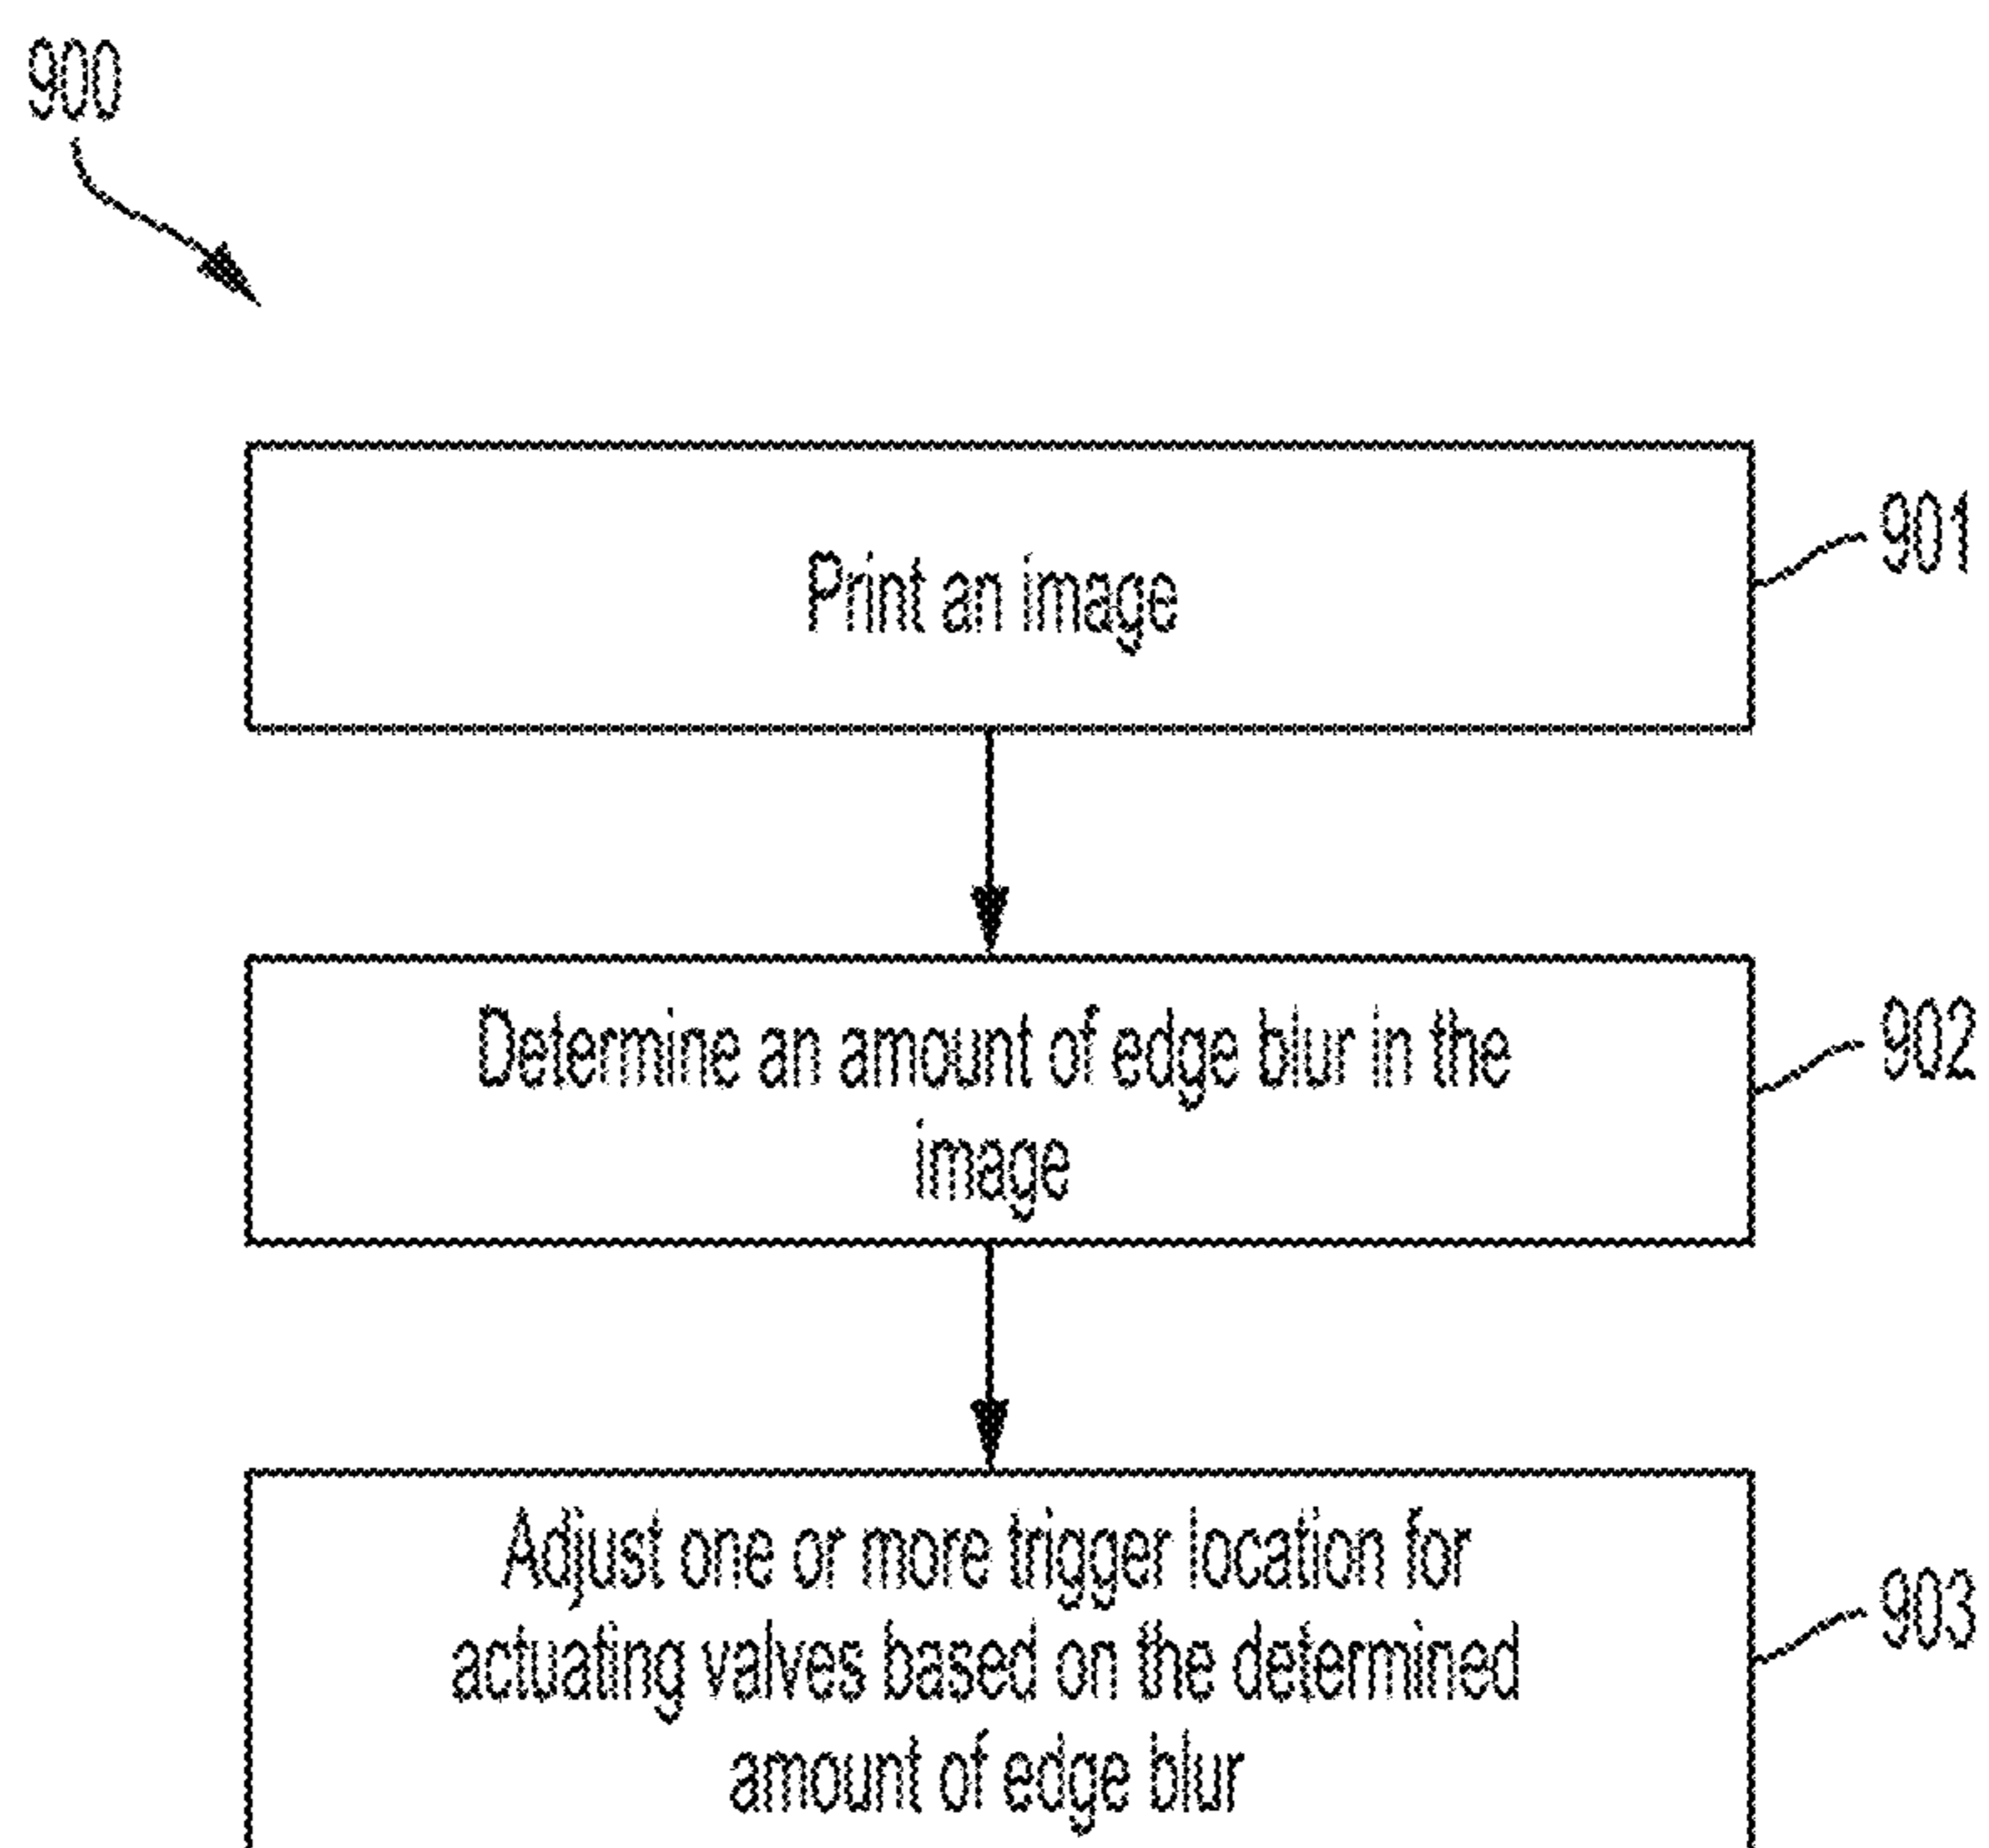 900
Print an image
901
Determine an amount of edge blur in the
image
902
Adjust one or more trigger location for
actuating valves based on the determined
amount of edge blur
903